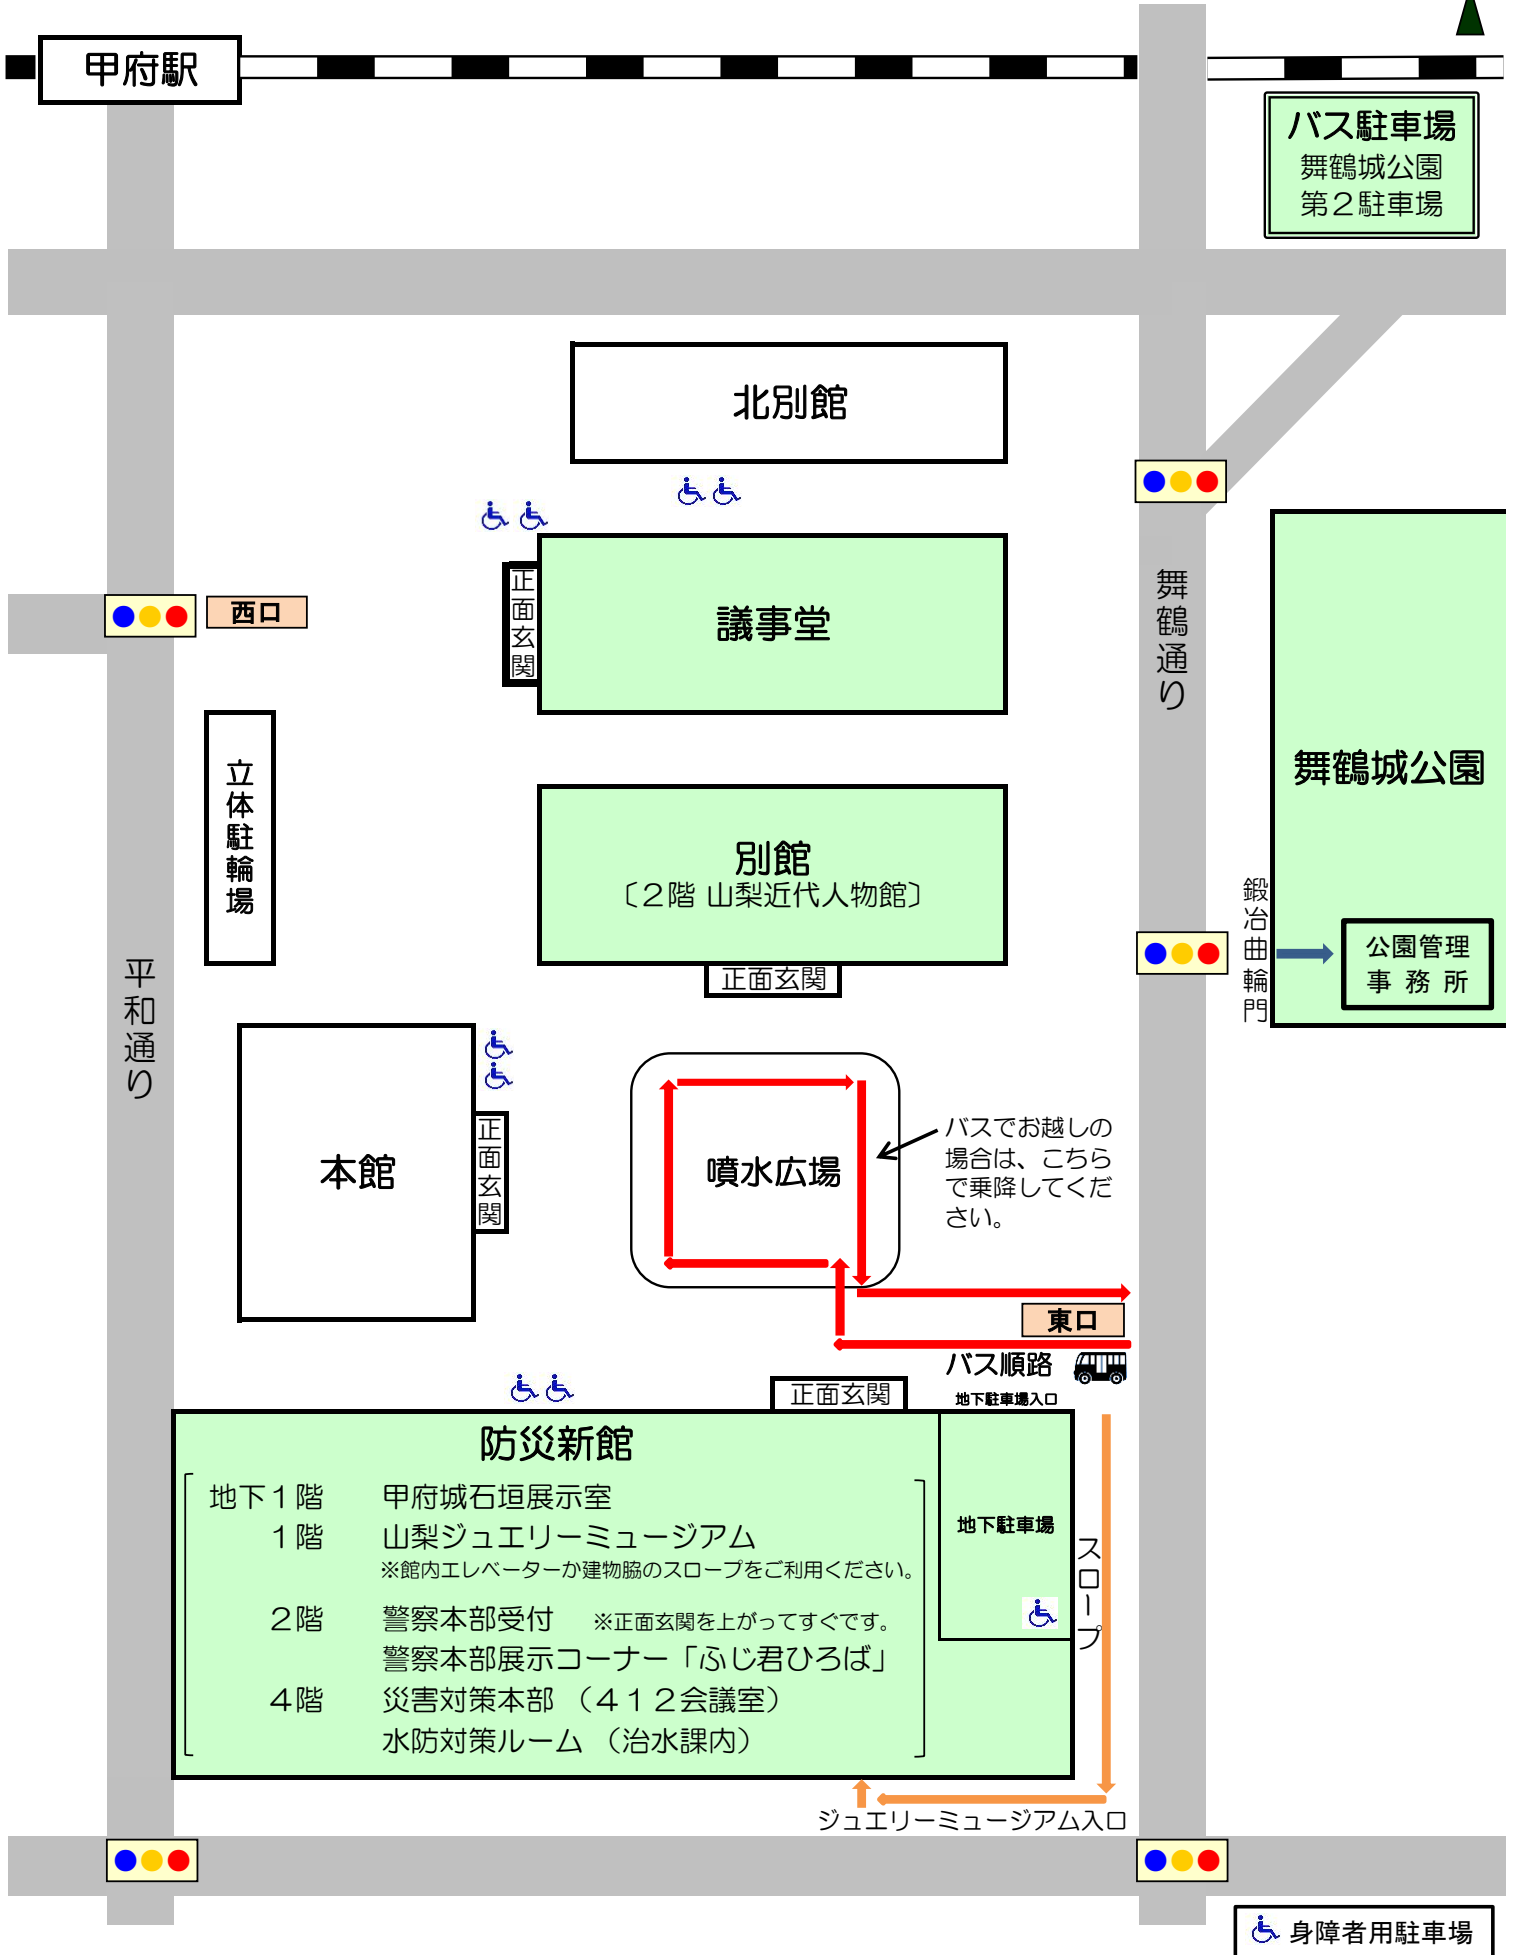 甲府駅
バス駐車場
舞鶴城公園
第２駐車場
北別館
正面玄関
議事堂
西口
舞鶴通り
立体駐輪場
舞鶴城公園
別館
〔２階 山梨近代人物館〕
正面玄関
鍛冶曲輪門
公園管理
事 務 所
平和通り
本館
正面玄関
噴水広場
バスでお越しの
場合は、こちら
で乗降してくだ
さい。
東口
バス順路
地下駐車場入口
正面玄関
防災新館
地下１階 甲府城石垣展示室
１階 山梨ジュエリーミュージアム
※館内エレベーターか建物脇のスロープをご利用ください。
２階 警察本部受付 ※正面玄関を上がってすぐです。
警察本部展示コーナー「ふじ君ひろば」
４階 災害対策本部 （４１２会議室）
水防対策ルーム （治水課内）
地下駐車場
スロープ
ジュエリーミュージアム入口
身障者用駐車場